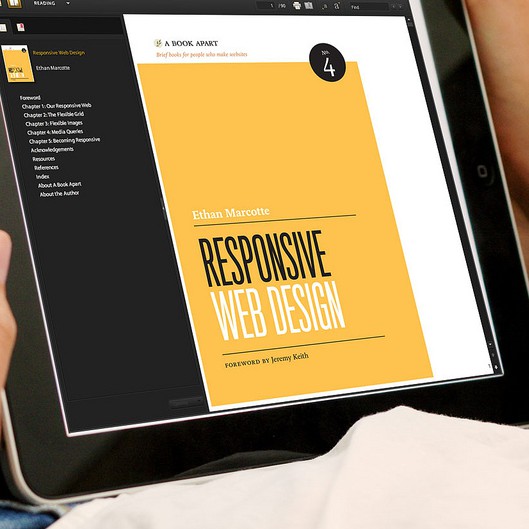 READING
1 / 90
Find
Responsive Web Design
Ethan Marcotte
Foreword
Chapter 1: Our Responsive Web
Chapter 2: The Flexible Grid
Chapter 3: Flexible Images
Chapter 4: Media Queries
Chapter 5: Becoming Responsive
Acknowledgements
Resources
References
Index
About A Book Apart
About the Author
A BOOK APART
Brief books for people who make websites
No.
4
Ethan Marcotte
RESPONSIVE
WEB DESIGN
FOREWORD BY Jeremy Keith